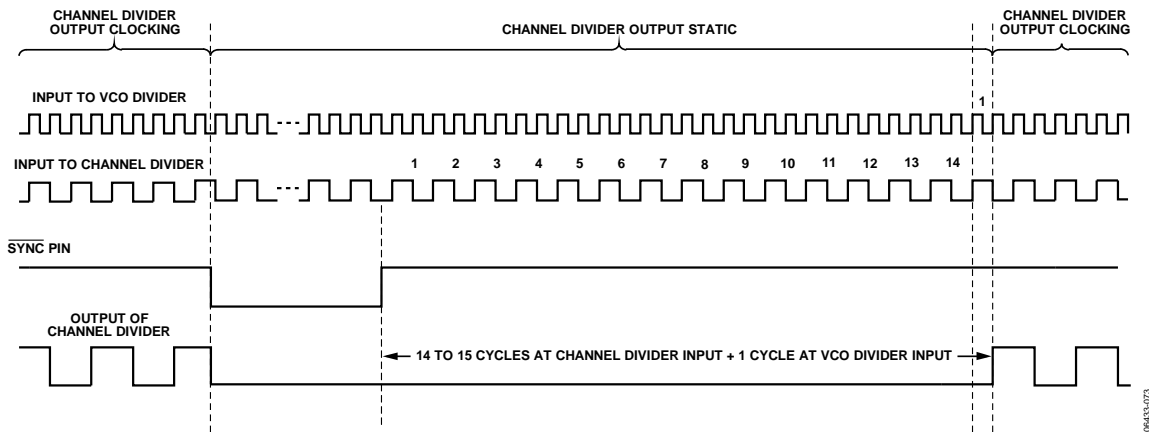 CHANNEL DIVIDER
OUTPUT CLOCKING
CHANNEL DIVIDER OUTPUT STATIC
CHANNEL DIVIDER
OUTPUT CLOCKING
INPUT TO VCO DIVIDER
1
INPUT TO CHANNEL DIVIDER
1 2 3 4 5 6 7 8 9 10 11 12 13 14
SYNC PIN
OUTPUT OF
CHANNEL DIVIDER
14 TO 15 CYCLES AT CHANNEL DIVIDER INPUT + 1 CYCLE AT VCO DIVIDER INPUT
06433-073